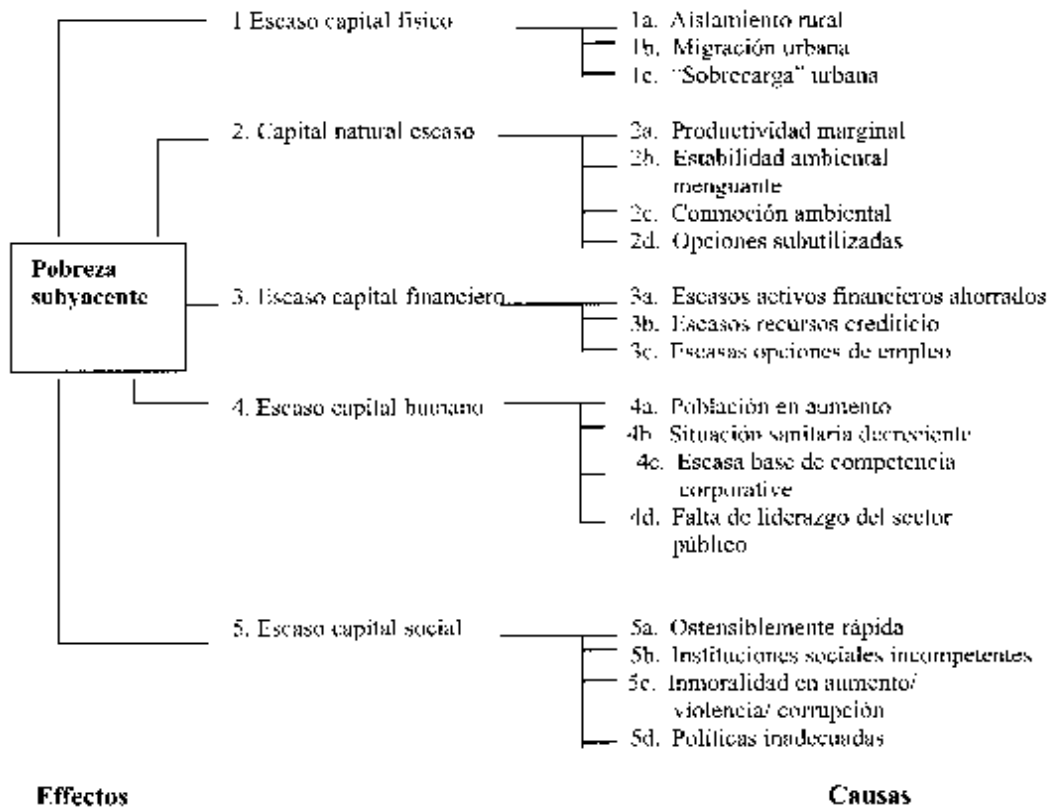 1 Escaso capital físico
1a. Aislamiento rural
1b. Migración urbana
1c. "Sobrecarga" urbana
2. Capital natural escaso
2a. Productividad marginal
2b. Estabilidad ambiental
menguante
2c. Conmoción ambiental
2d. Opciones subutilizadas
Pobreza
subyacente
3. Escaso capital financiero
3a. Escasos activos financieros ahorrados
3b. Escasos recursos crediticio
3c. Escasas opciones de empleo
4. Escaso capital humano
4a. Población en aumento
4b. Situación sanitaria decreciente
4c. Escasa base de competencia
corporative
4d. Falta de liderazgo del sector
público
5. Escaso capital social
5a. Ostensiblemente rápida
5b. Instituciones sociales incompetentes
5c. Inmoralidad en aumento/
violencia/ corrupción
5d. Políticas inadecuadas
Effectos
Causas